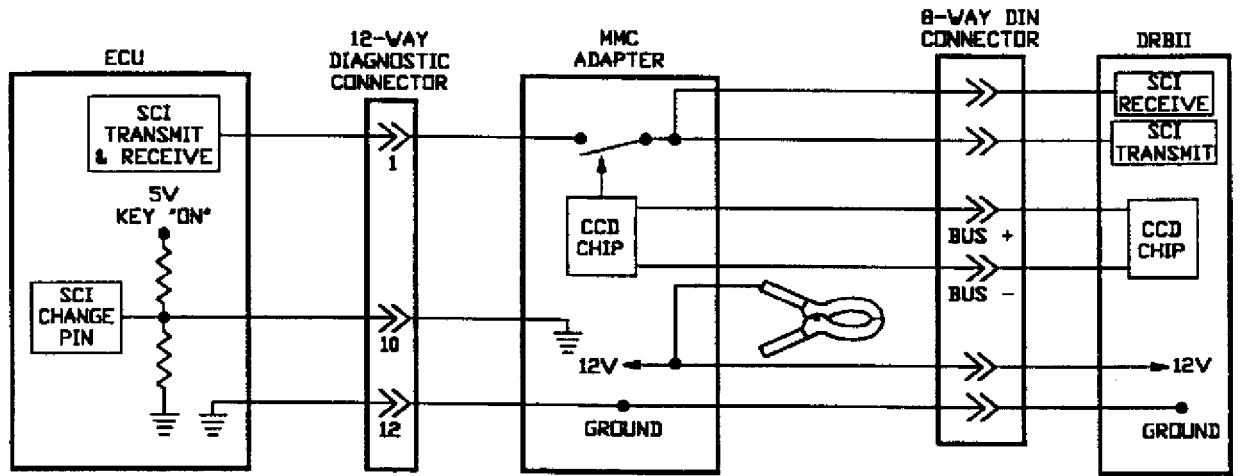 ECU
12-WAY
DIAGNOSTIC
CONNECTOR
MMC
ADAPTER
8-WAY DIN
CONNECTOR
DRBII
SCI
TRANSMIT
& RECEIVE
1
SCI
RECEIVE
SCI
TRANSMIT
5V
KEY "ON"
CCD
CHIP
BUS +
BUS -
CCD
CHIP
SCI
CHANGE
PIN
10
12V
12V
12
GROUND
GROUND